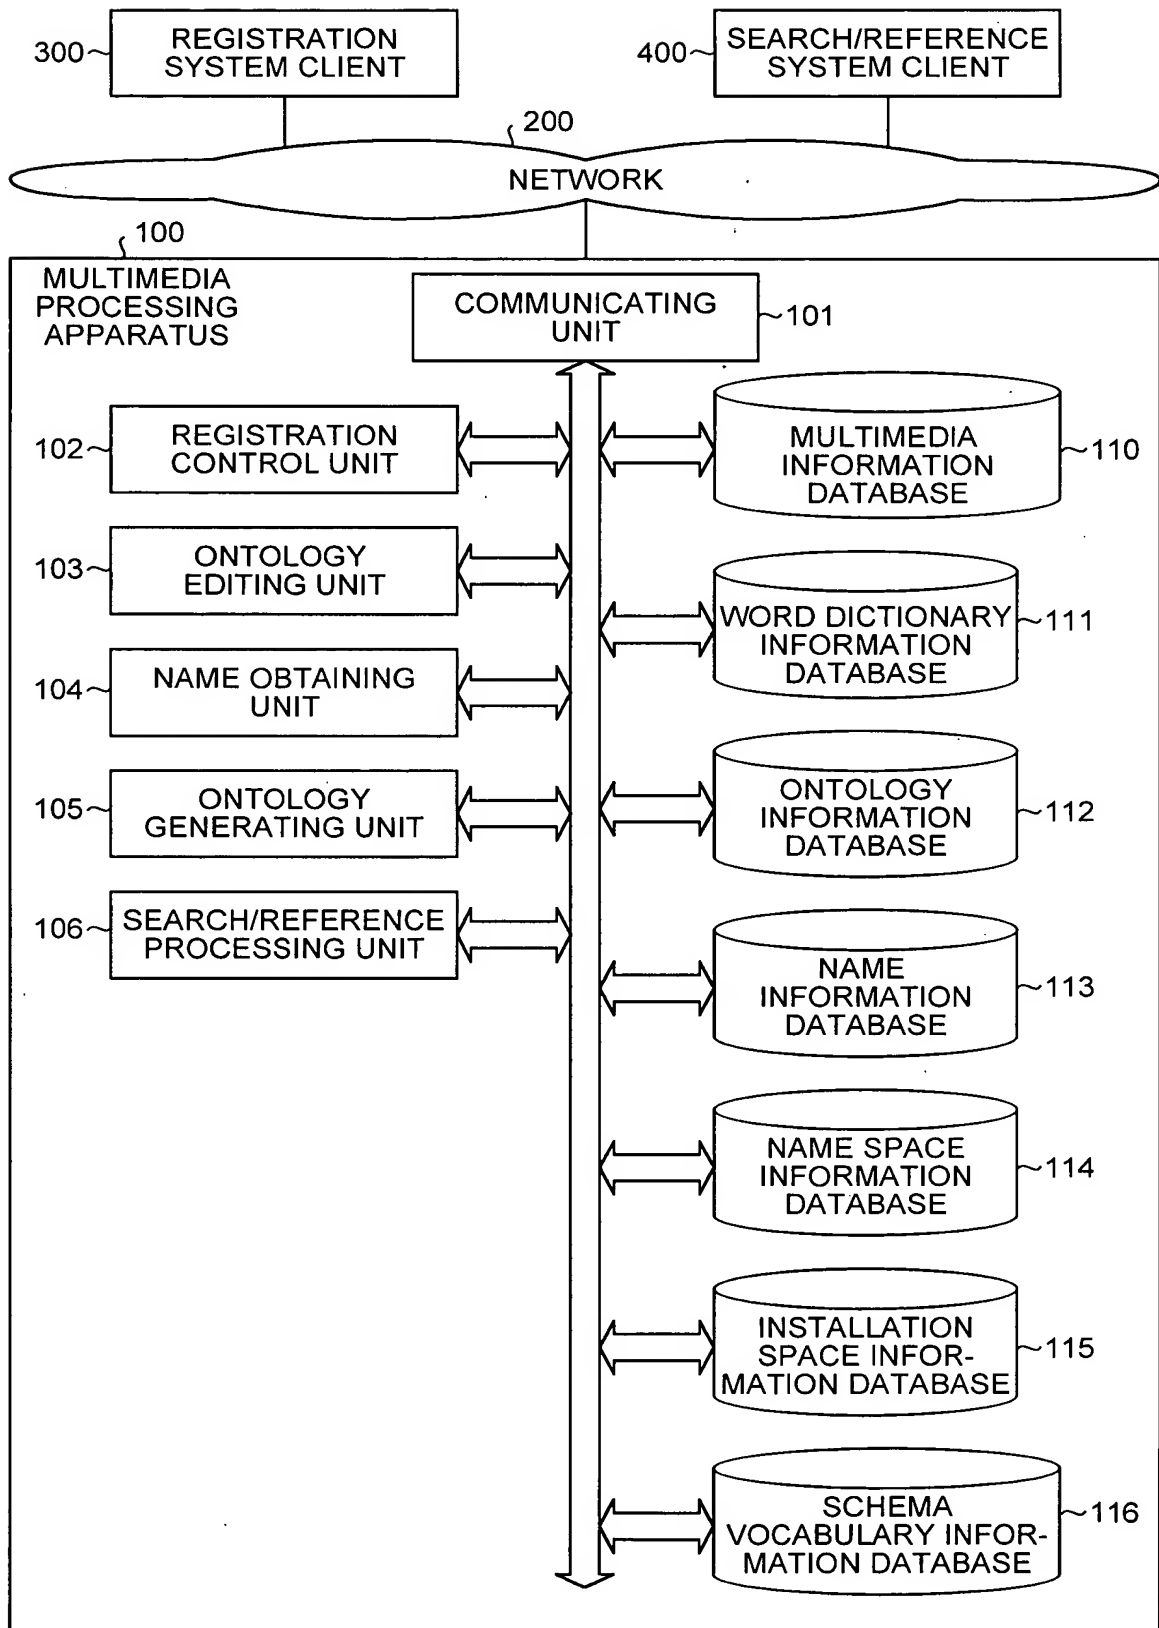 300
REGISTRATION
SYSTEM CLIENT
400
SEARCH/REFERENCE
SYSTEM CLIENT
200
NETWORK
100
MULTIMEDIA
PROCESSING
APPARATUS
COMMUNICATING
UNIT
101
102
REGISTRATION
CONTROL UNIT
103
ONTOLOGY
EDITING UNIT
104
NAME OBTAINING
UNIT
105
ONTOLOGY
GENERATING UNIT
106
SEARCH/REFERENCE
PROCESSING UNIT
MULTIMEDIA
INFORMATION
DATABASE
110
WORD DICTIONARY
INFORMATION
DATABASE
111
ONTOLOGY
INFORMATION
DATABASE
112
NAME
INFORMATION
DATABASE
113
NAME SPACE
INFORMATION
DATABASE
114
INSTALLATION
SPACE INFOR-
MATION DATABASE
115
SCHEMA
VOCABULARY INFOR-
MATION DATABASE
116